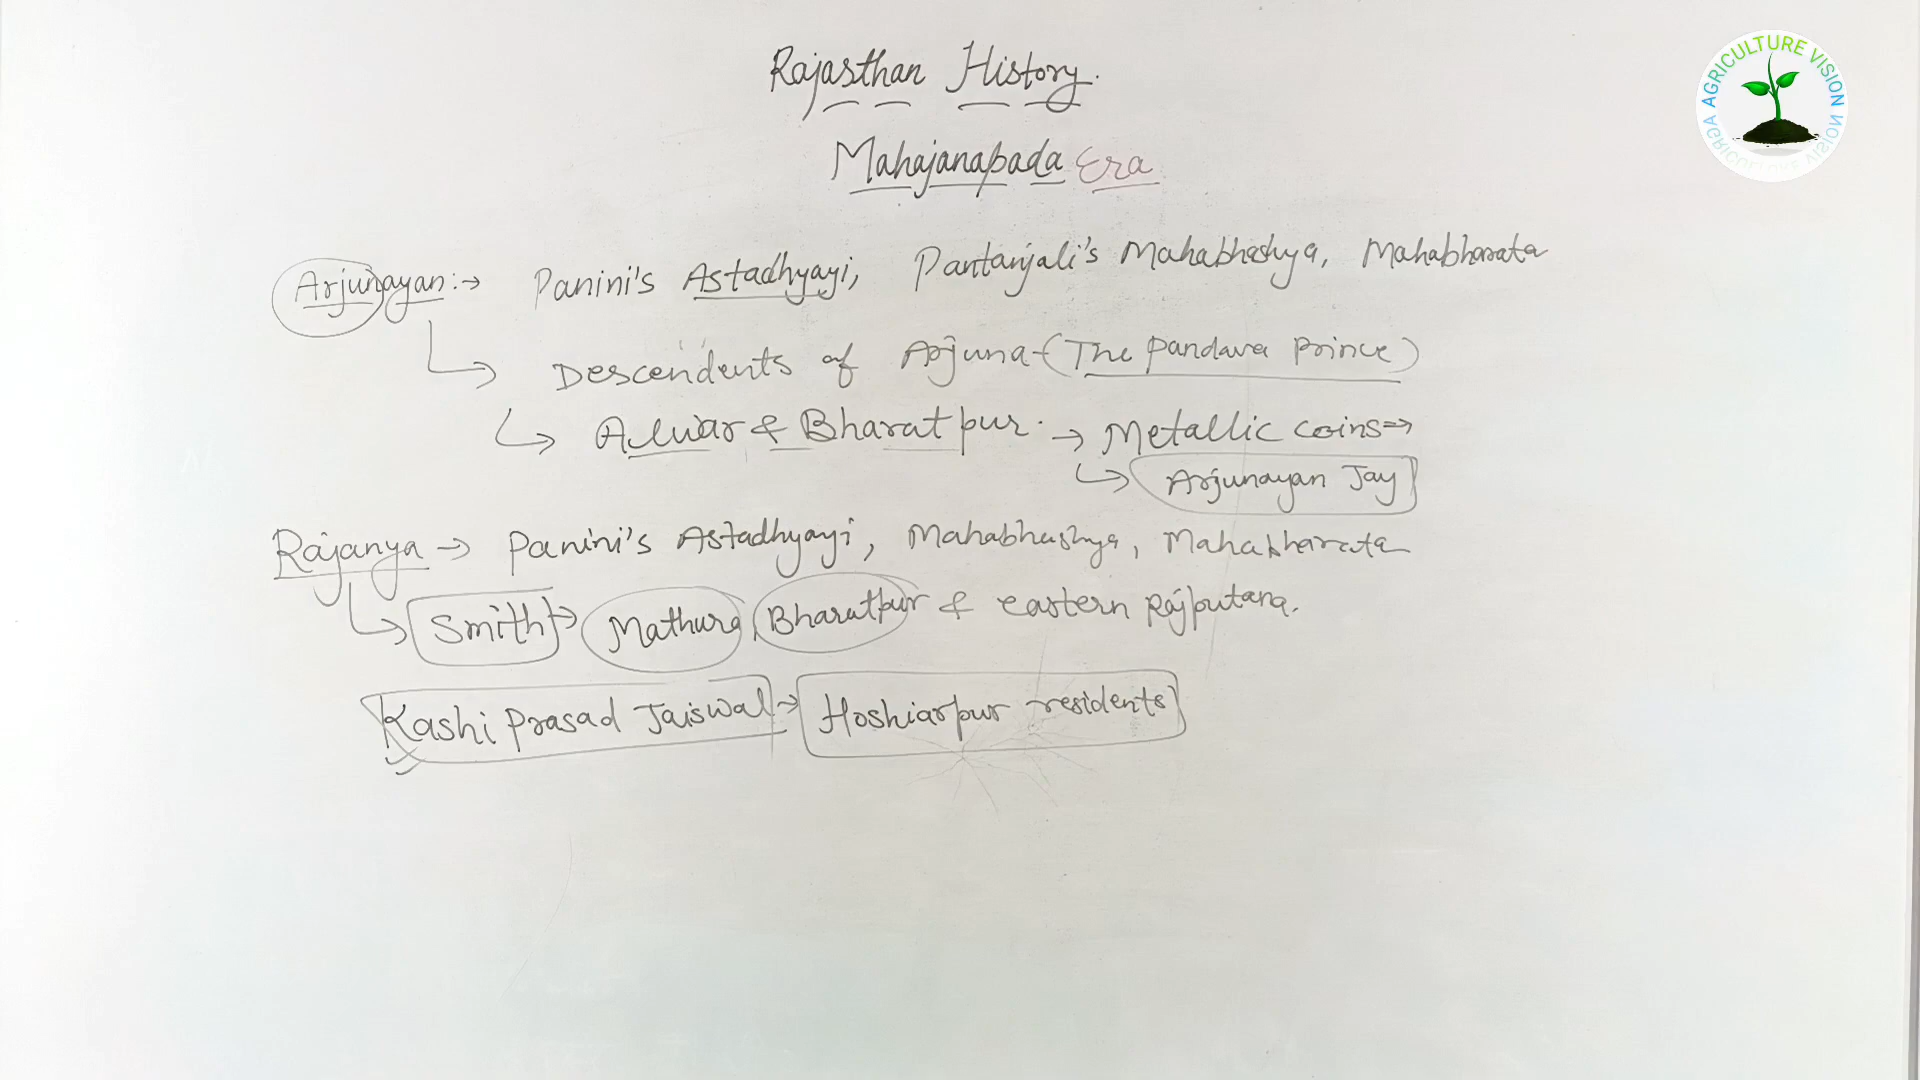 Rajasthan History.
Mahajanapada Era
Arjunayan:→ Panini's Astadhyayi, Pantanjali's Mahabhashya, Mahabharata
Descendents of Arjuna-(The Pandava Prince)
Alwar & Bharatpur. → Metallic coins⇒
Arjunayan Jay
Rajanya → Panini's Astadhyayi, Mahabhashya, Mahabharata
Smith → Mathura, Bharatpur & eastern Rajputana.
Kashi Prasad Jaiswal → Hoshiarpur residents
AGRICULTURE VISION
AGRICULTURE VISION